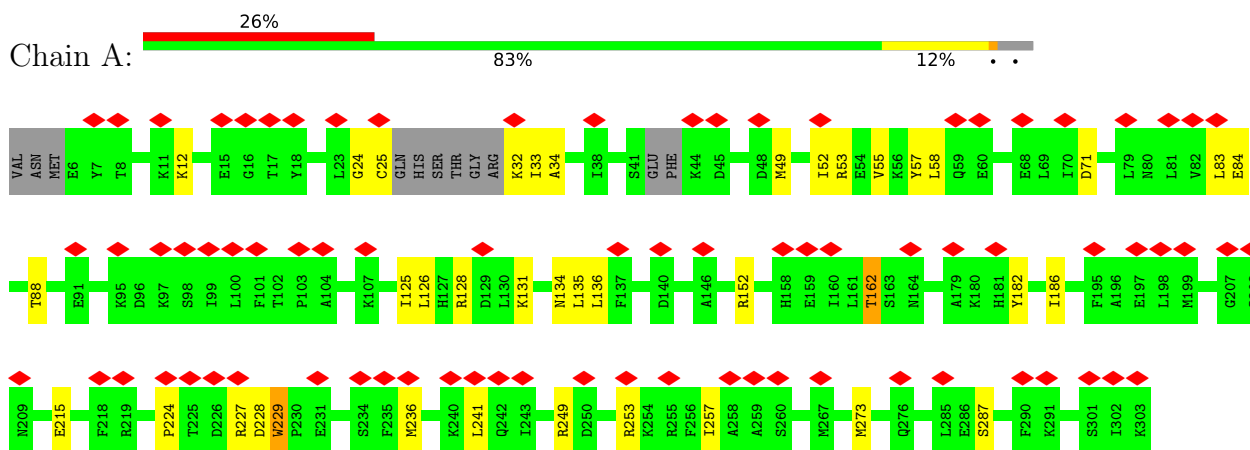 26%
Chain A:
83% 12% • •
VAL ASN MET E6 Y7 T8 K11 K12 E15 G16 T17 Y18 L23 G24 C25 GLN HIS SER THR GLY ARG K32 I33 A34 I38 S41 GLU PHE K44 D45 D48 M49 I52 R53 E54 V55 K56 Y57 L58 Q59 E60 E68 L69 I70 D71 L79 N80 L81 V82 L83 E84
T88 E91 K95 D96 K97 S98 I99 L100 F101 T102 P103 A104 K107 I125 L126 H127 R128 D129 L130 K131 N134 L135 L136 F137 D140 A146 R152 H158 E159 I160 L161 T162 S163 N164 A179 K180 H181 Y182 I186 F195 A196 E197 L198 M199 G207
N209 E215 F218 R219 P224 T225 D226 R227 D228 W229 P230 E231 S234 F235 M236 K240 L241 Q242 I243 R249 D250 R253 K254 R255 F256 I257 A258 A259 S260 M267 M273 Q276 L285 E286 S287 F290 K291 S301 I302 K303